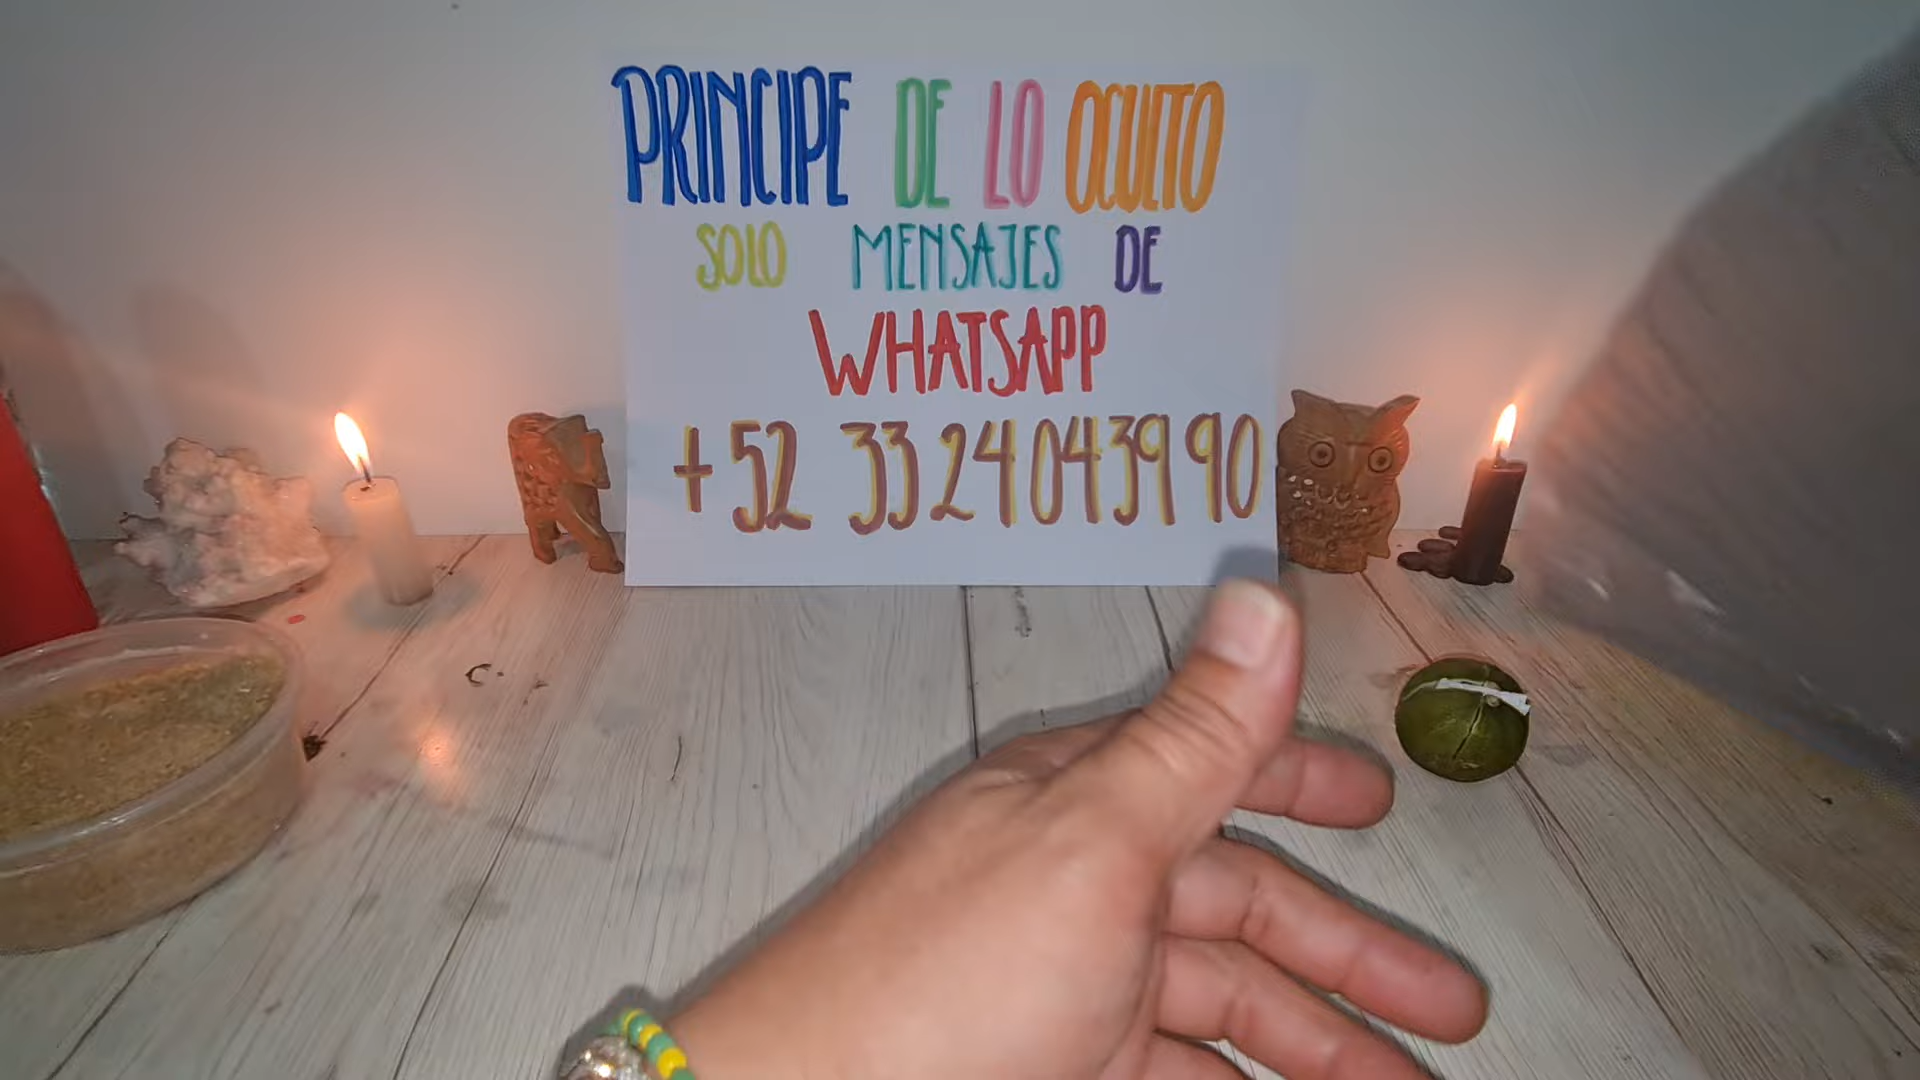 PRINCIPE DE LO OCULTO
SOLO MENSAJES DE
WHATSAPP
+52 33 24 04 39 90